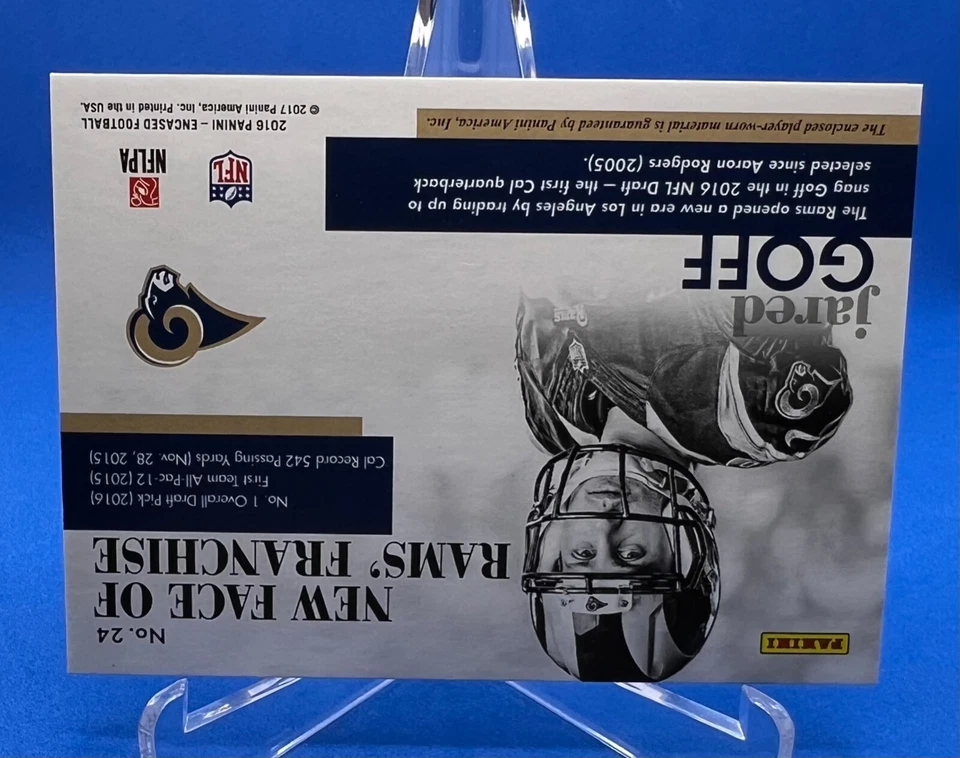 PANINI
No. 24
NEW FACE OF
RAMS' FRANCHISE
No. 1 Overall Draft Pick (2016)
First Team All-Pac-12 (2015)
Cal Record 542 Passing Yards (Nov. 28, 2015)
jared
GOFF
The Rams opened a new era in Los Angeles by trading up to
snag Goff in the 2016 NFL Draft — the first Cal quarterback
selected since Aaron Rodgers (2005).
The enclosed player-worn material is guaranteed by Panini America, Inc.
NFL
NFLPA
2016 PANINI – ENCASED FOOTBALL
© 2017 Panini America, Inc. Printed in the USA.